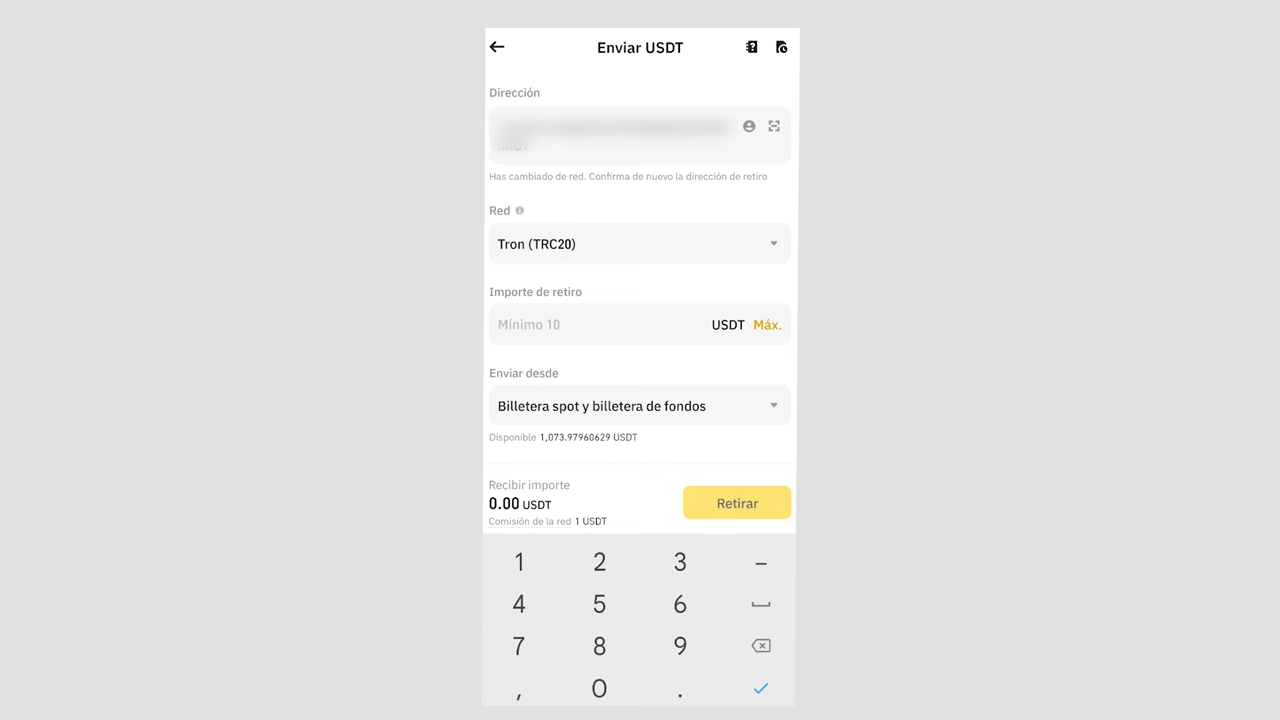 Enviar USDT
Dirección
Has cambiado de red. Confirma de nuevo la dirección de retiro
Red
Tron (TRC20)
Importe de retiro
Mínimo 10 USDT Máx.
Enviar desde
Billetera spot y billetera de fondos
Disponible 1,073.97960629 USDT
Recibir importe
0.00 USDT
Retirar
Comisión de la red 1 USDT
1 2 3 –
4 5 6
7 8 9
, 0 .